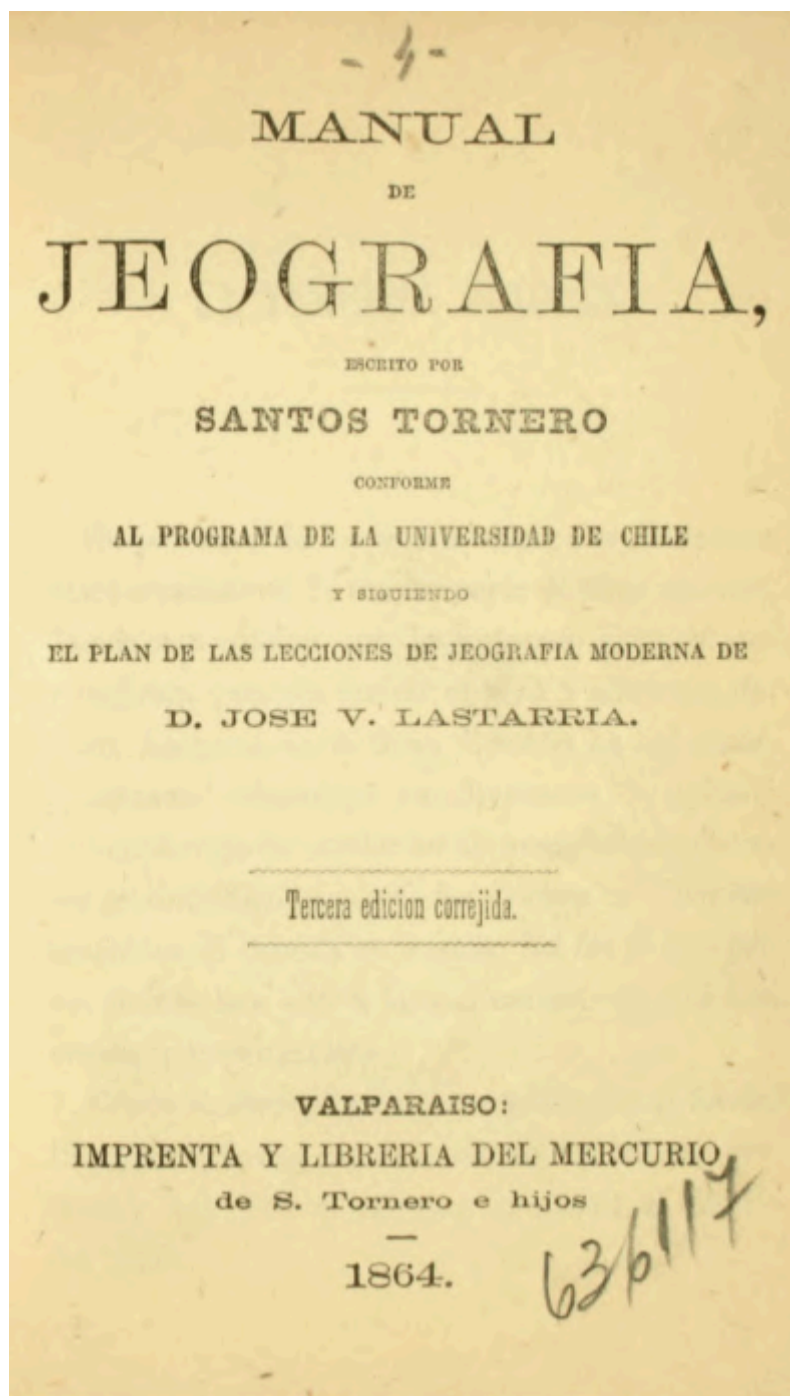 - 4 -
MANUAL
DE
JEOGRAFIA,
ESCRITO POR
SANTOS TORNERO
CONFORME
AL PROGRAMA DE LA UNIVERSIDAD DE CHILE
Y SIGUIENDO
EL PLAN DE LAS LECCIONES DE JEOGRAFIA MODERNA DE
D. JOSE V. LASTARRIA.
Tercera edicion correjida.
VALPARAISO:
IMPRENTA Y LIBRERIA DEL MERCURIO
de S. Tornero e hijos
1864.
636117